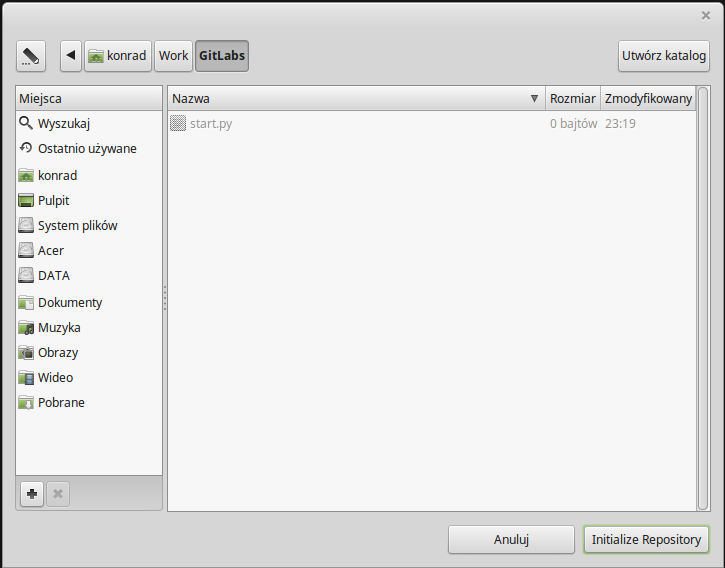 konrad Work GitLabs Utwórz katalog
Miejsca
Wyszukaj
Ostatnio używane
konrad
Pulpit
System plików
Acer
DATA
Dokumenty
Muzyka
Obrazy
Wideo
Pobrane
Nazwa Rozmiar Zmodyfikowany
start.py 0 bajtów 23:19
Anuluj Initialize Repository